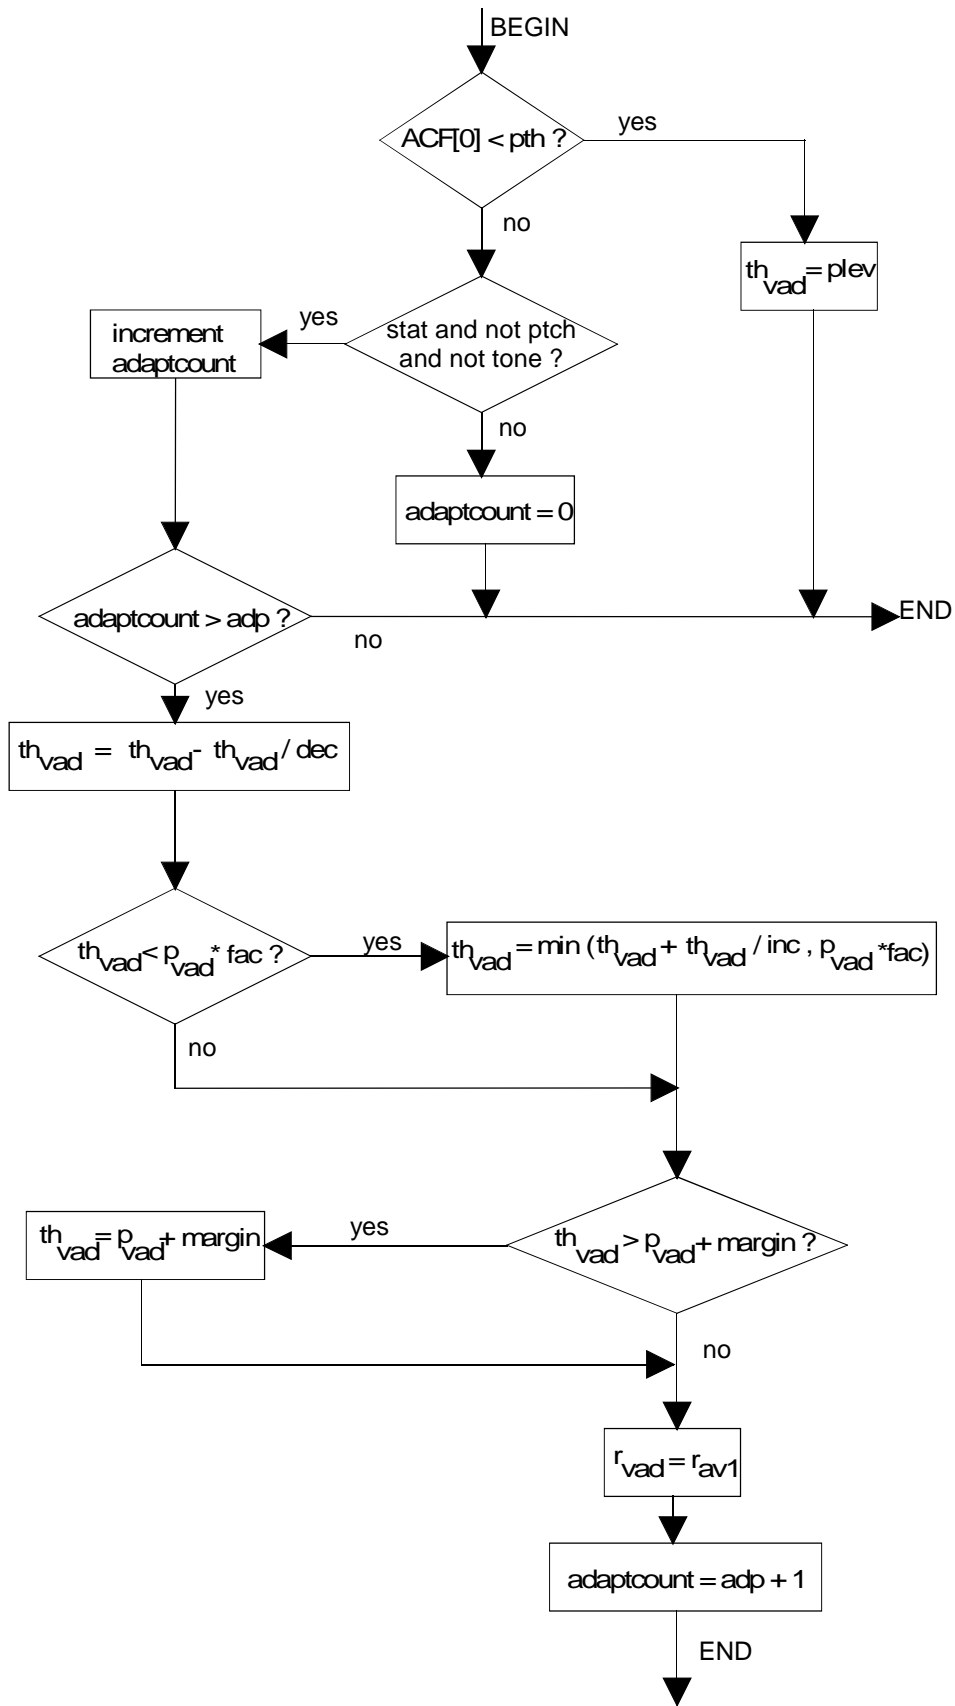 BEGIN
ACF[0] < pth ?
yes
no
th_vad = plev
stat and not ptch
and not tone ?
yes
increment
adaptcount
no
adaptcount = 0
adaptcount > adp ?
no
END
yes
th_vad = th_vad - th_vad / dec
th_vad < p_vad * fac ?
yes
th_vad = min (th_vad + th_vad / inc , p_vad *fac)
no
th_vad > p_vad + margin ?
yes
th_vad = p_vad + margin
no
r_vad = r_av1
adaptcount = adp + 1
END